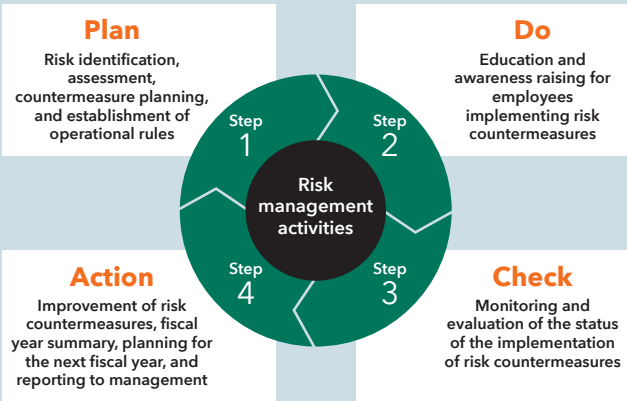 Plan
Risk identification,
assessment,
countermeasure planning,
and establishment of
operational rules
Do
Education and
awareness raising for
employees
implementing risk
countermeasures
Step
1
Step
2
Risk
management
activities
Step
4
Step
3
Action
Improvement of risk
countermeasures, fiscal
year summary, planning for
the next fiscal year, and
reporting to management
Check
Monitoring and
evaluation of the status
of the implementation
of risk countermeasures